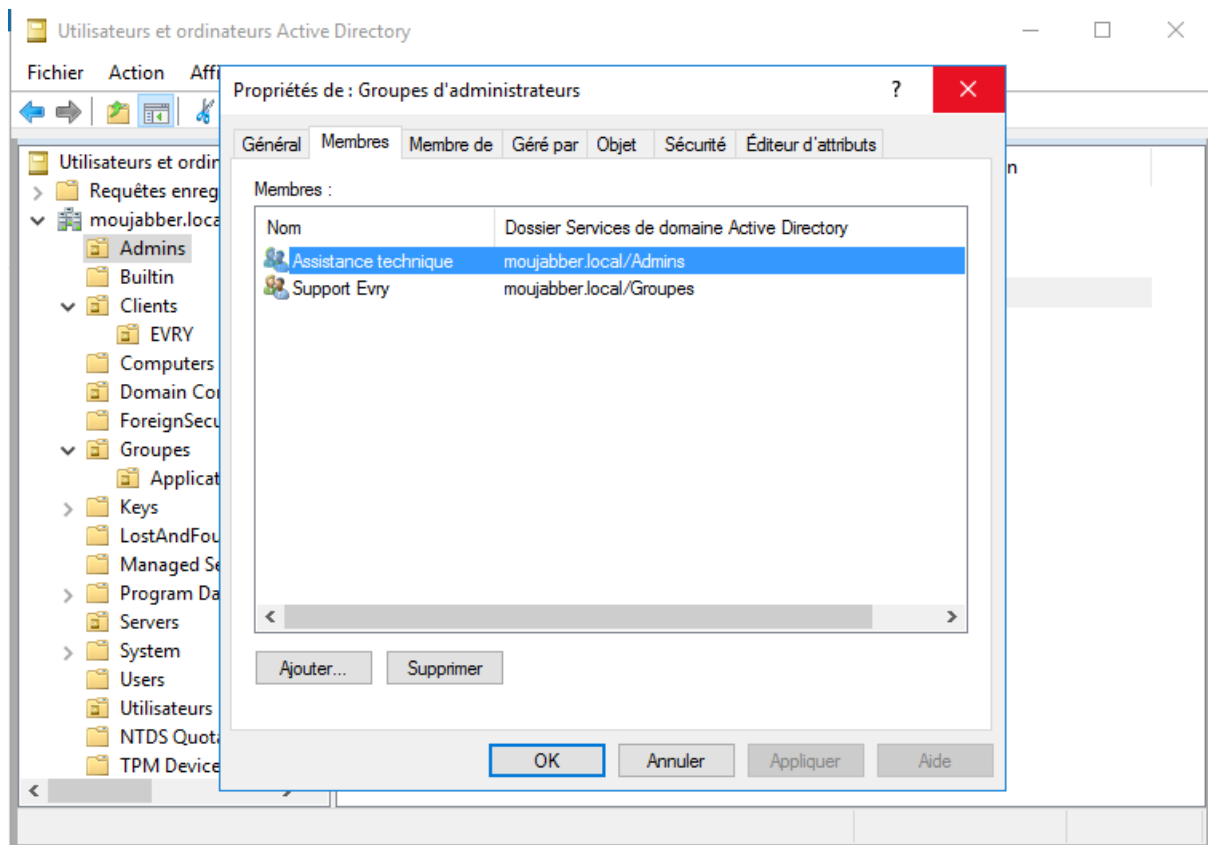 Utilisateurs et ordinateurs Active Directory
Fichier Action Affi
Propriétés de : Groupes d'administrateurs ?
Général Membres Membre de Géré par Objet Sécurité Éditeur d'attributs
Membres :
Nom Dossier Services de domaine Active Directory
Assistance technique moujabber.local/Admins
Support Evry moujabber.local/Groupes
Ajouter... Supprimer
OK Annuler Appliquer Aide
Utilisateurs et ordin
Requêtes enreg
moujabber.loca
Admins
Builtin
Clients
EVRY
Computers
Domain Co
ForeignSecu
Groupes
Applicat
Keys
LostAndFou
Managed Se
Program Da
Servers
System
Users
Utilisateurs
NTDS Quota
TPM Device
n